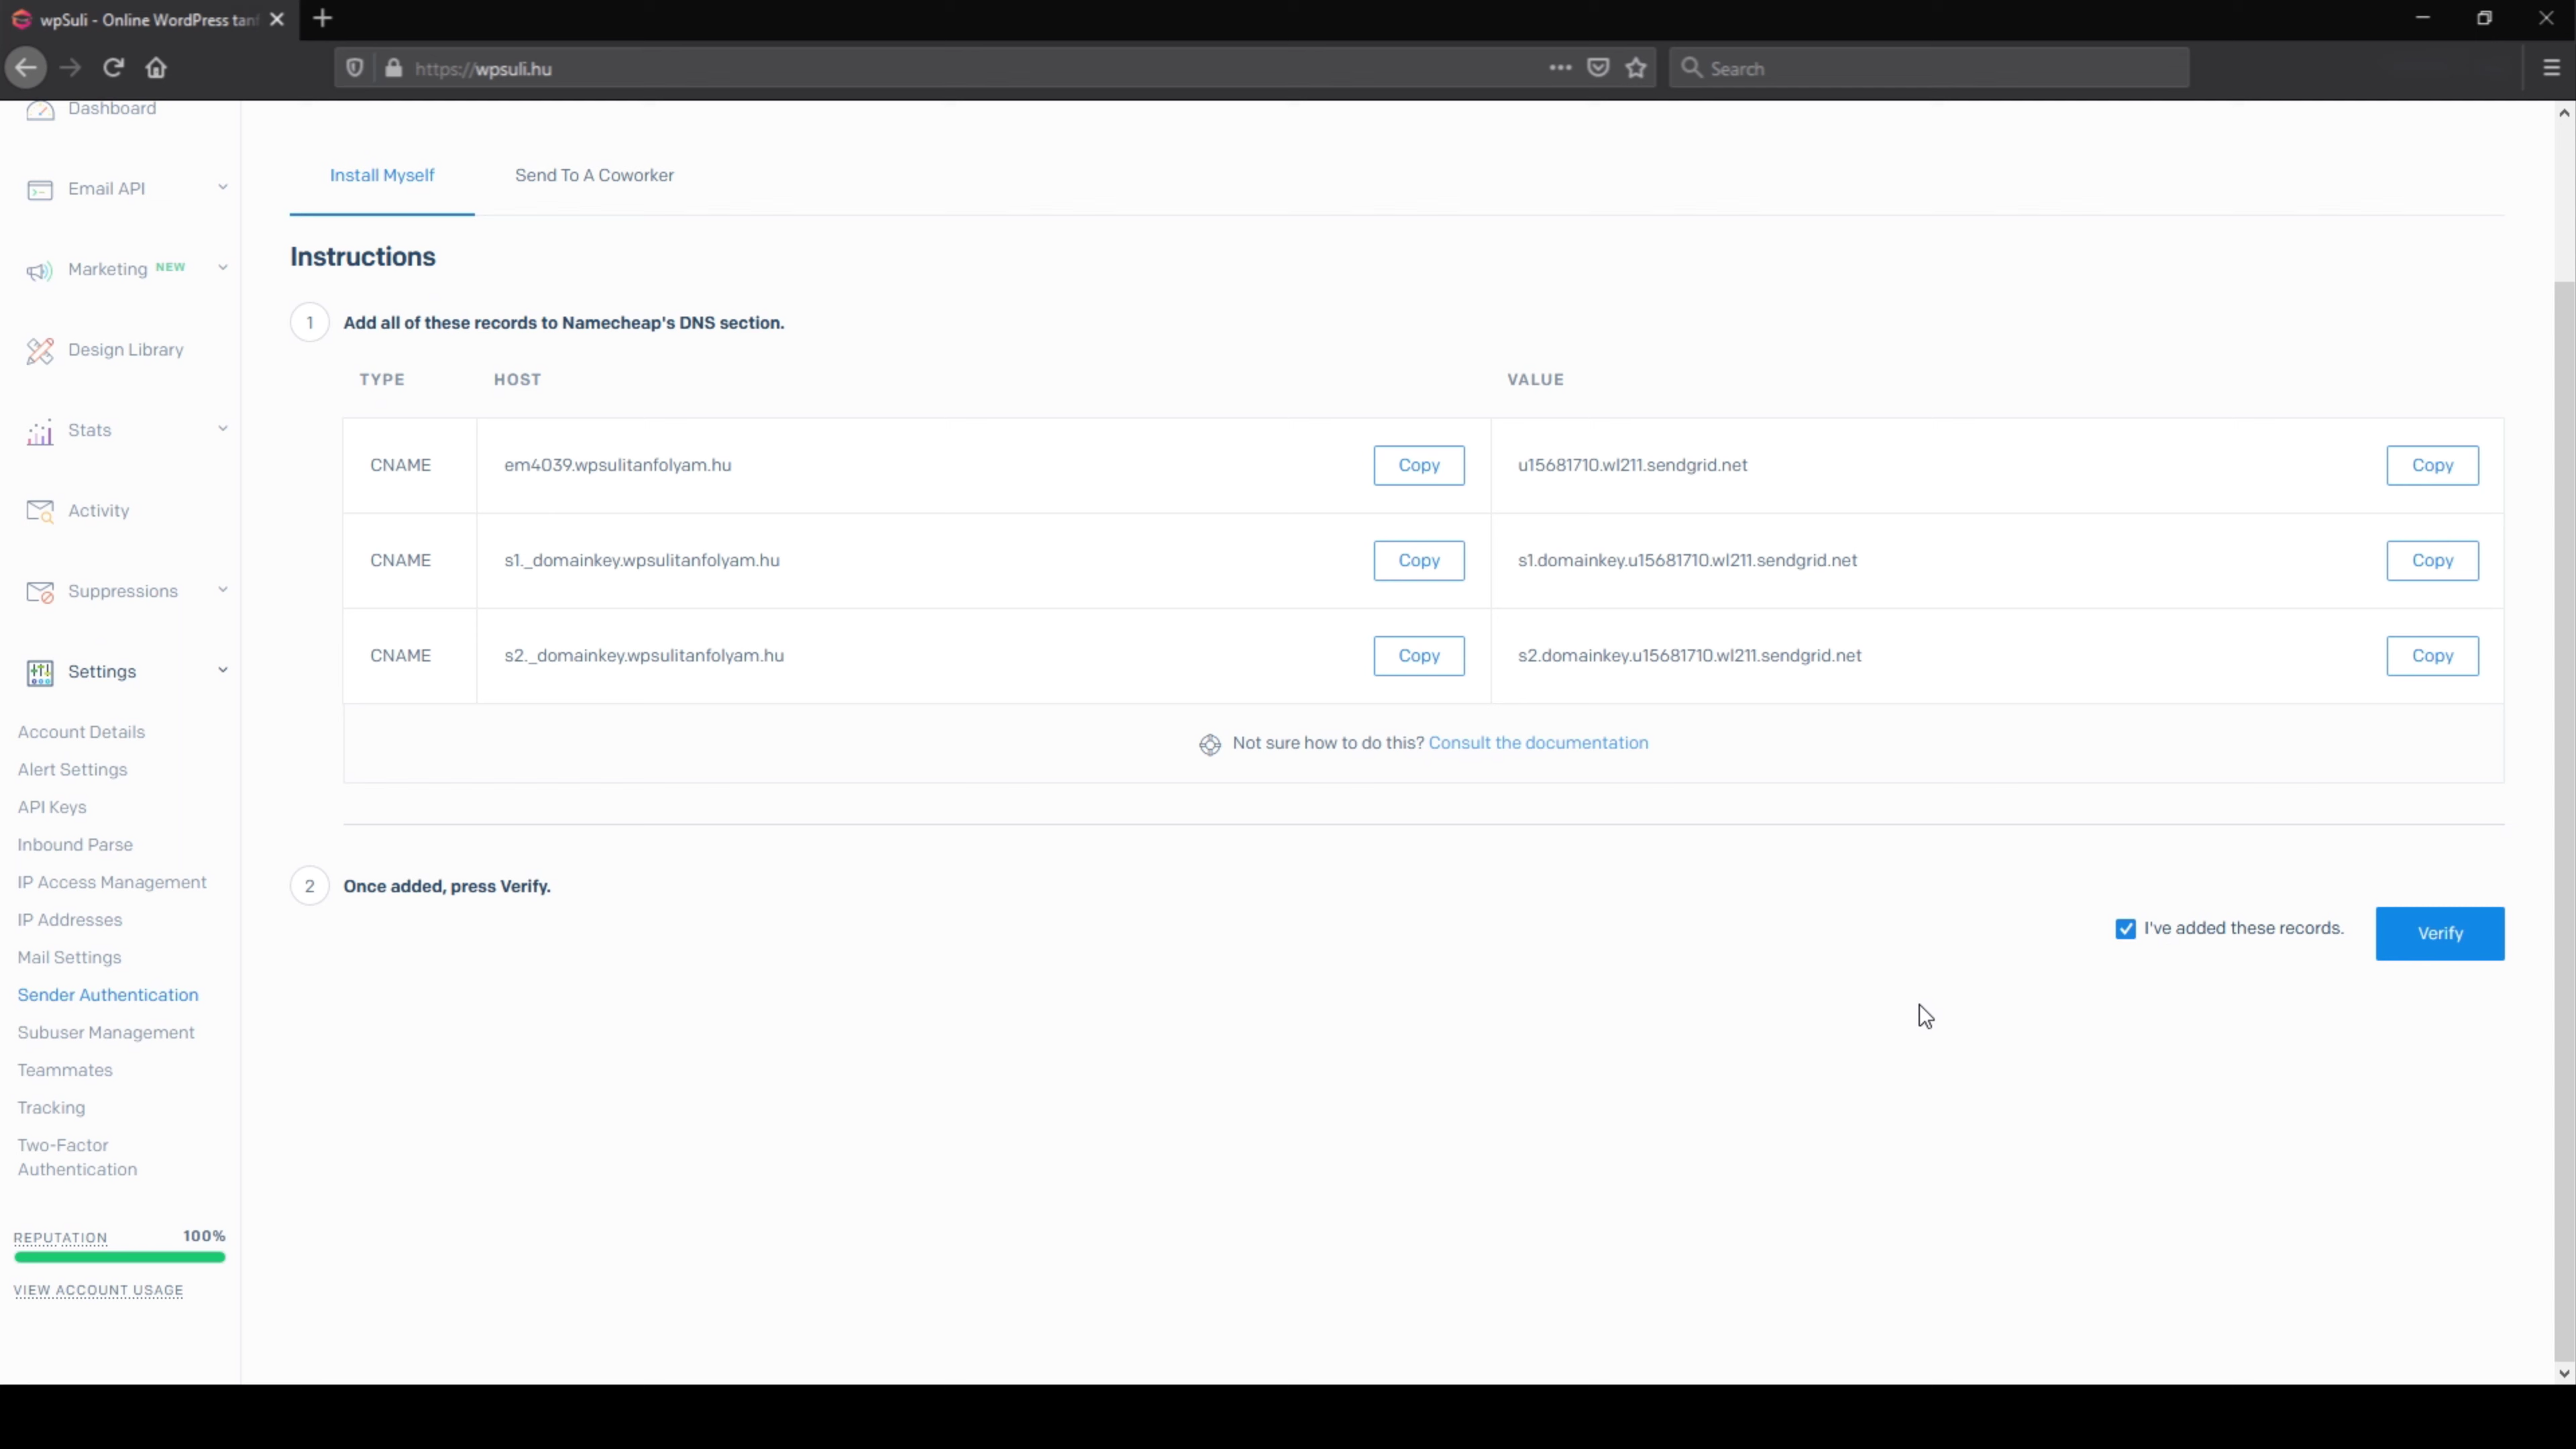 wpSuli - Online WordPress tanf
https://wpsuli.hu
Search
Dashboard
Email API
Marketing NEW
Design Library
Stats
Activity
Suppressions
Settings
Account Details
Alert Settings
API Keys
Inbound Parse
IP Access Management
IP Addresses
Mail Settings
Sender Authentication
Subuser Management
Teammates
Tracking
Two-Factor
Authentication
REPUTATION 100%
VIEW ACCOUNT USAGE
Install Myself Send To A Coworker
Instructions
1 Add all of these records to Namecheap's DNS section.
TYPE HOST VALUE
CNAME em4039.wpsulitanfolyam.hu Copy u15681710.wl211.sendgrid.net Copy
CNAME s1._domainkey.wpsulitanfolyam.hu Copy s1.domainkey.u15681710.wl211.sendgrid.net Copy
CNAME s2._domainkey.wpsulitanfolyam.hu Copy s2.domainkey.u15681710.wl211.sendgrid.net Copy
Not sure how to do this? Consult the documentation
2 Once added, press Verify.
I've added these records. Verify